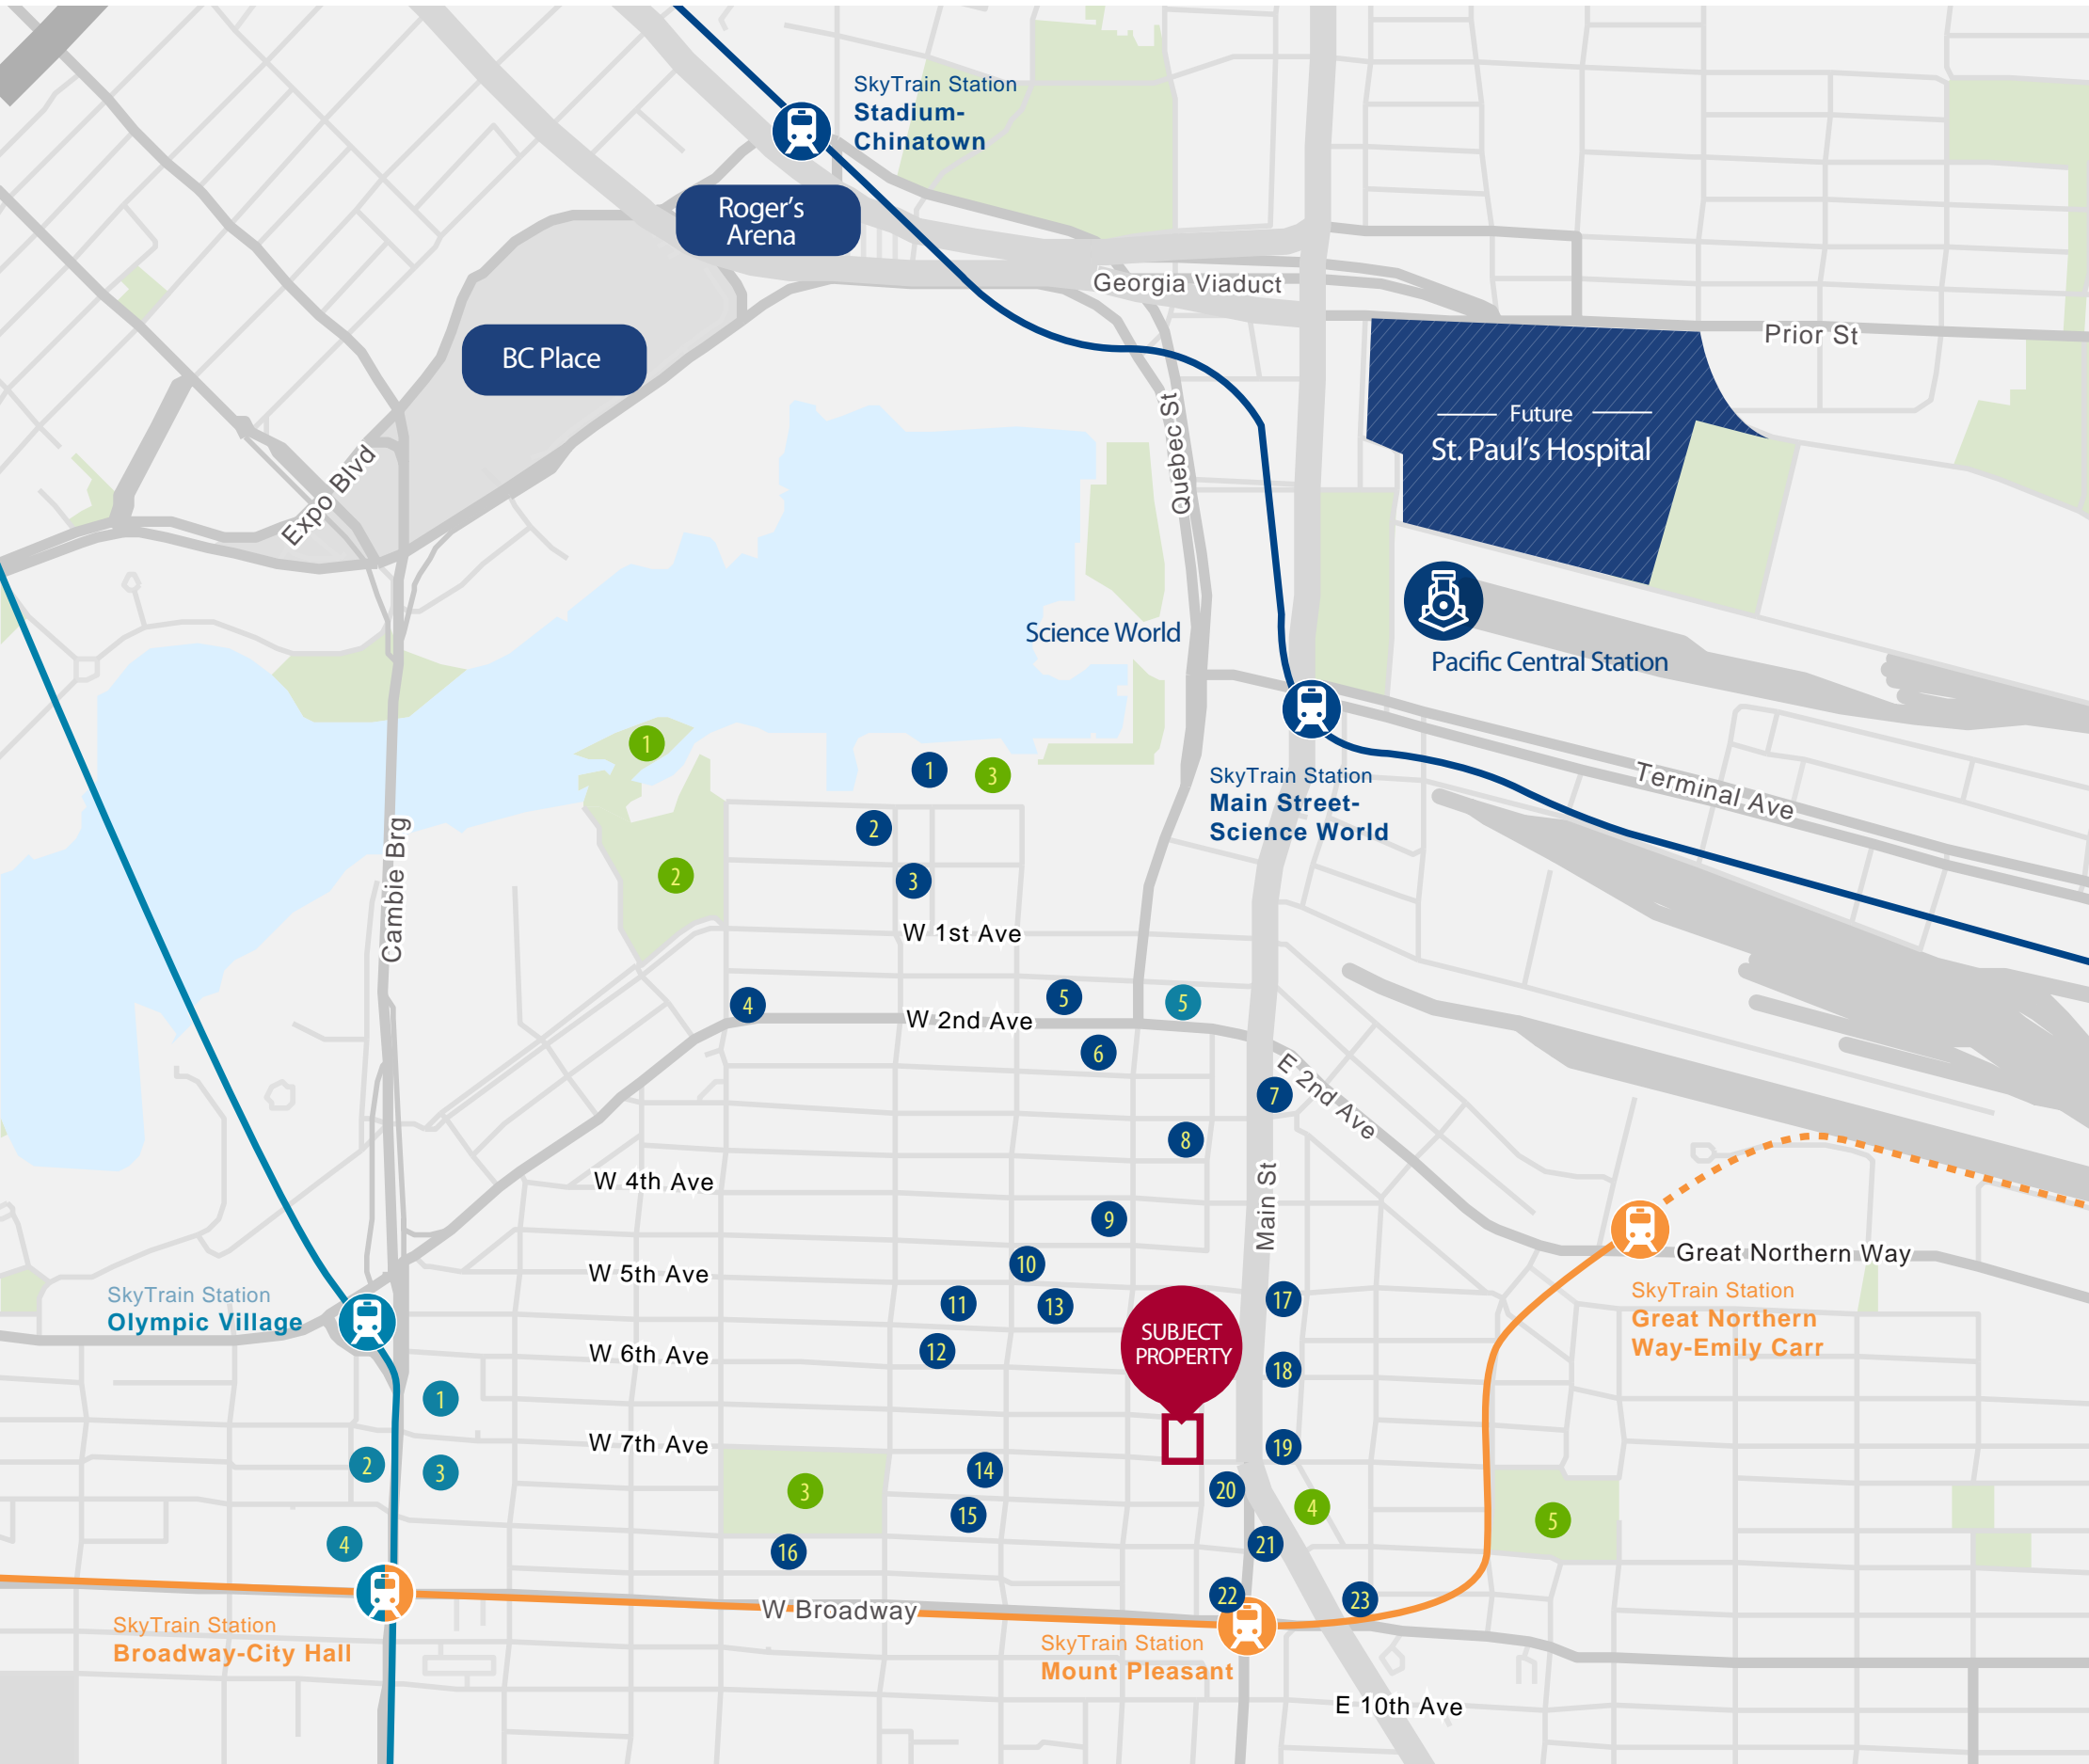 SkyTrain Station
Stadium-
Chinatown
Roger's
Arena
Georgia Viaduct
Prior St
BC Place
Future
St. Paul's Hospital
Quebec St
Expo Blvd
Science World
Pacific Central Station
1
1
3
SkyTrain Station
Main Street-
Science World
Terminal Ave
2
Cambie Brg
2
3
W 1st Ave
4
5
5
W 2nd Ave
6
7
E 2nd Ave
8
W 4th Ave
Main St
9
Great Northern Way
10
W 5th Ave
SkyTrain Station
Olympic Village
11
13
17
SkyTrain Station
Great Northern
Way-Emily Carr
SUBJECT
PROPERTY
12
W 6th Ave
18
1
W 7th Ave
19
2
3
14
3
20
15
4
5
4
16
21
22
23
W Broadway
SkyTrain Station
Broadway-City Hall
SkyTrain Station
Mount Pleasant
E 10th Ave